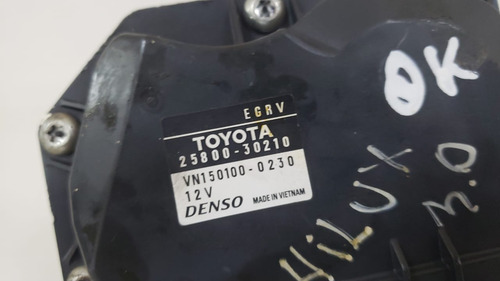 EGRV
TOYOTA
25800-30210
VN150100-0230
12V
DENSO MADE IN VIETNAM
OK
HiLUX
3.0